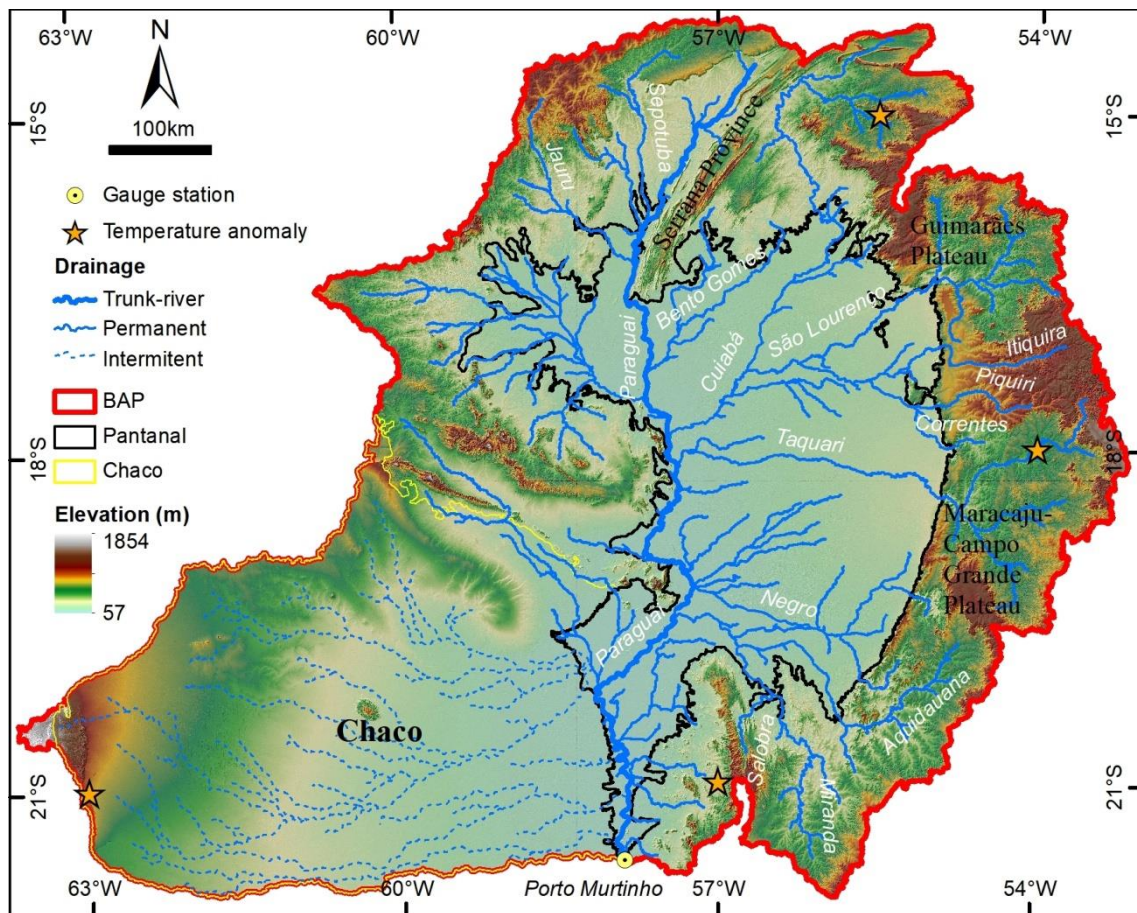 63°W
60°W
57°W
54°W
N
100km
15°S
15°S
Gauge station
Temperature anomaly
Drainage
Trunk-river
Permanent
Intermitent
BAP
Pantanal
Chaco
Elevation (m)
1854
57
Jauru
Sepotuba
Serrana Province
Guimarães
Plateau
Bento Gomes
Paraguai
Cuiabá
São Lourenço
Itiquira
Piquiri
Correntes
Taquari
18°S
18°S
Maracaju-
Campo
Grande
Plateau
Negro
Paraguai
Chaco
Aquidauana
Salobra
Miranda
21°S
21°S
Porto Murtinho
63°W
60°W
57°W
54°W